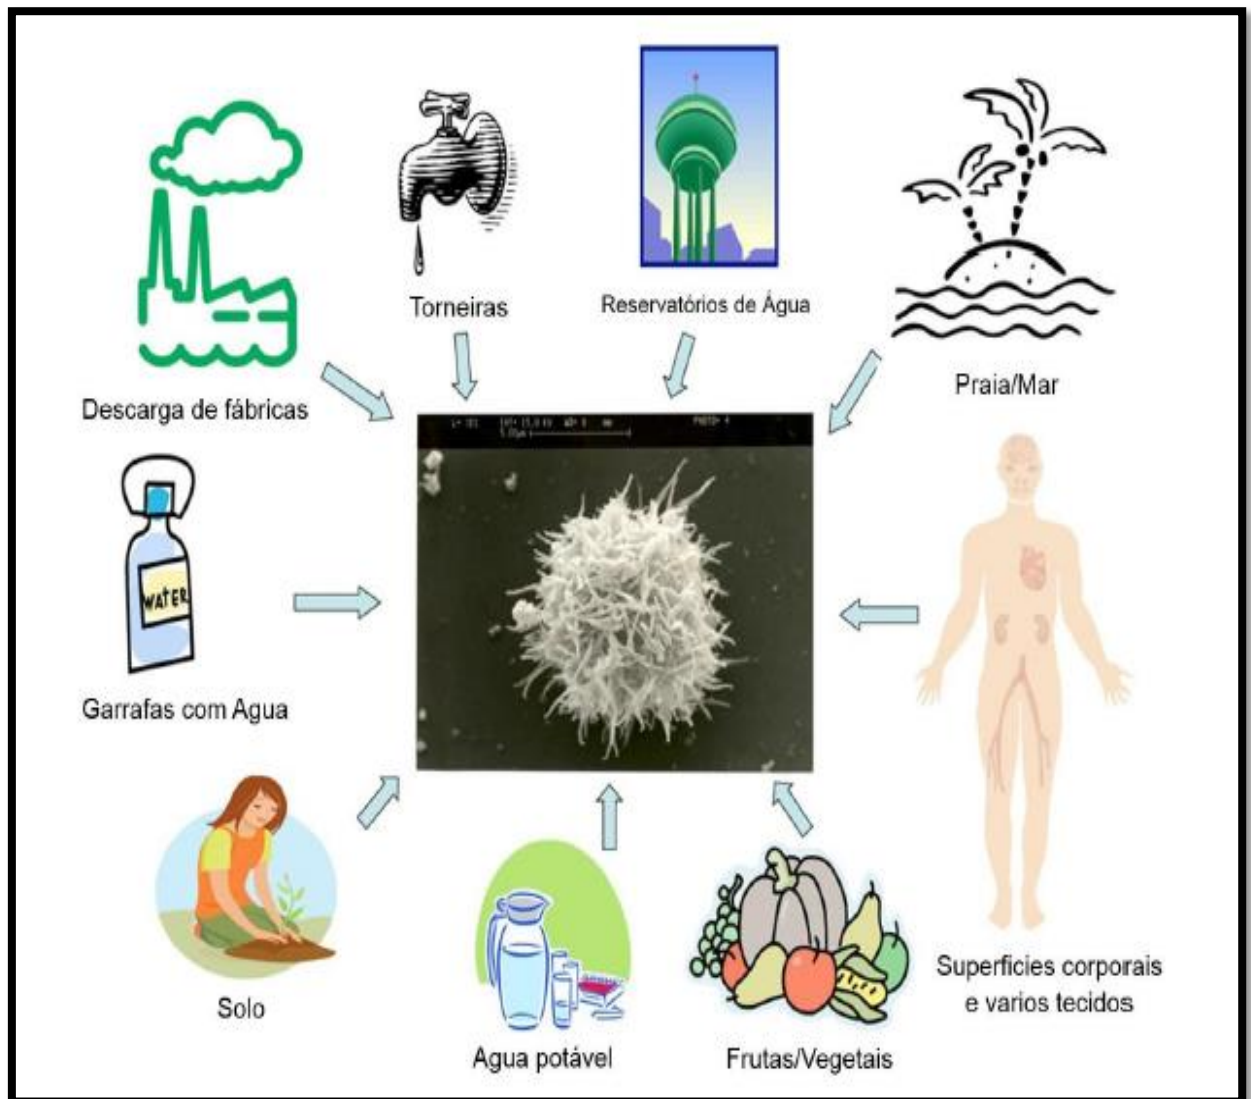 Torneiras
Reservatórios de Água
Praia/Mar
Descarga de fábricas
WATER
Garrafas com Agua
Solo
Agua potável
Frutas/Vegetais
Superficies corporais
e varios tecidos